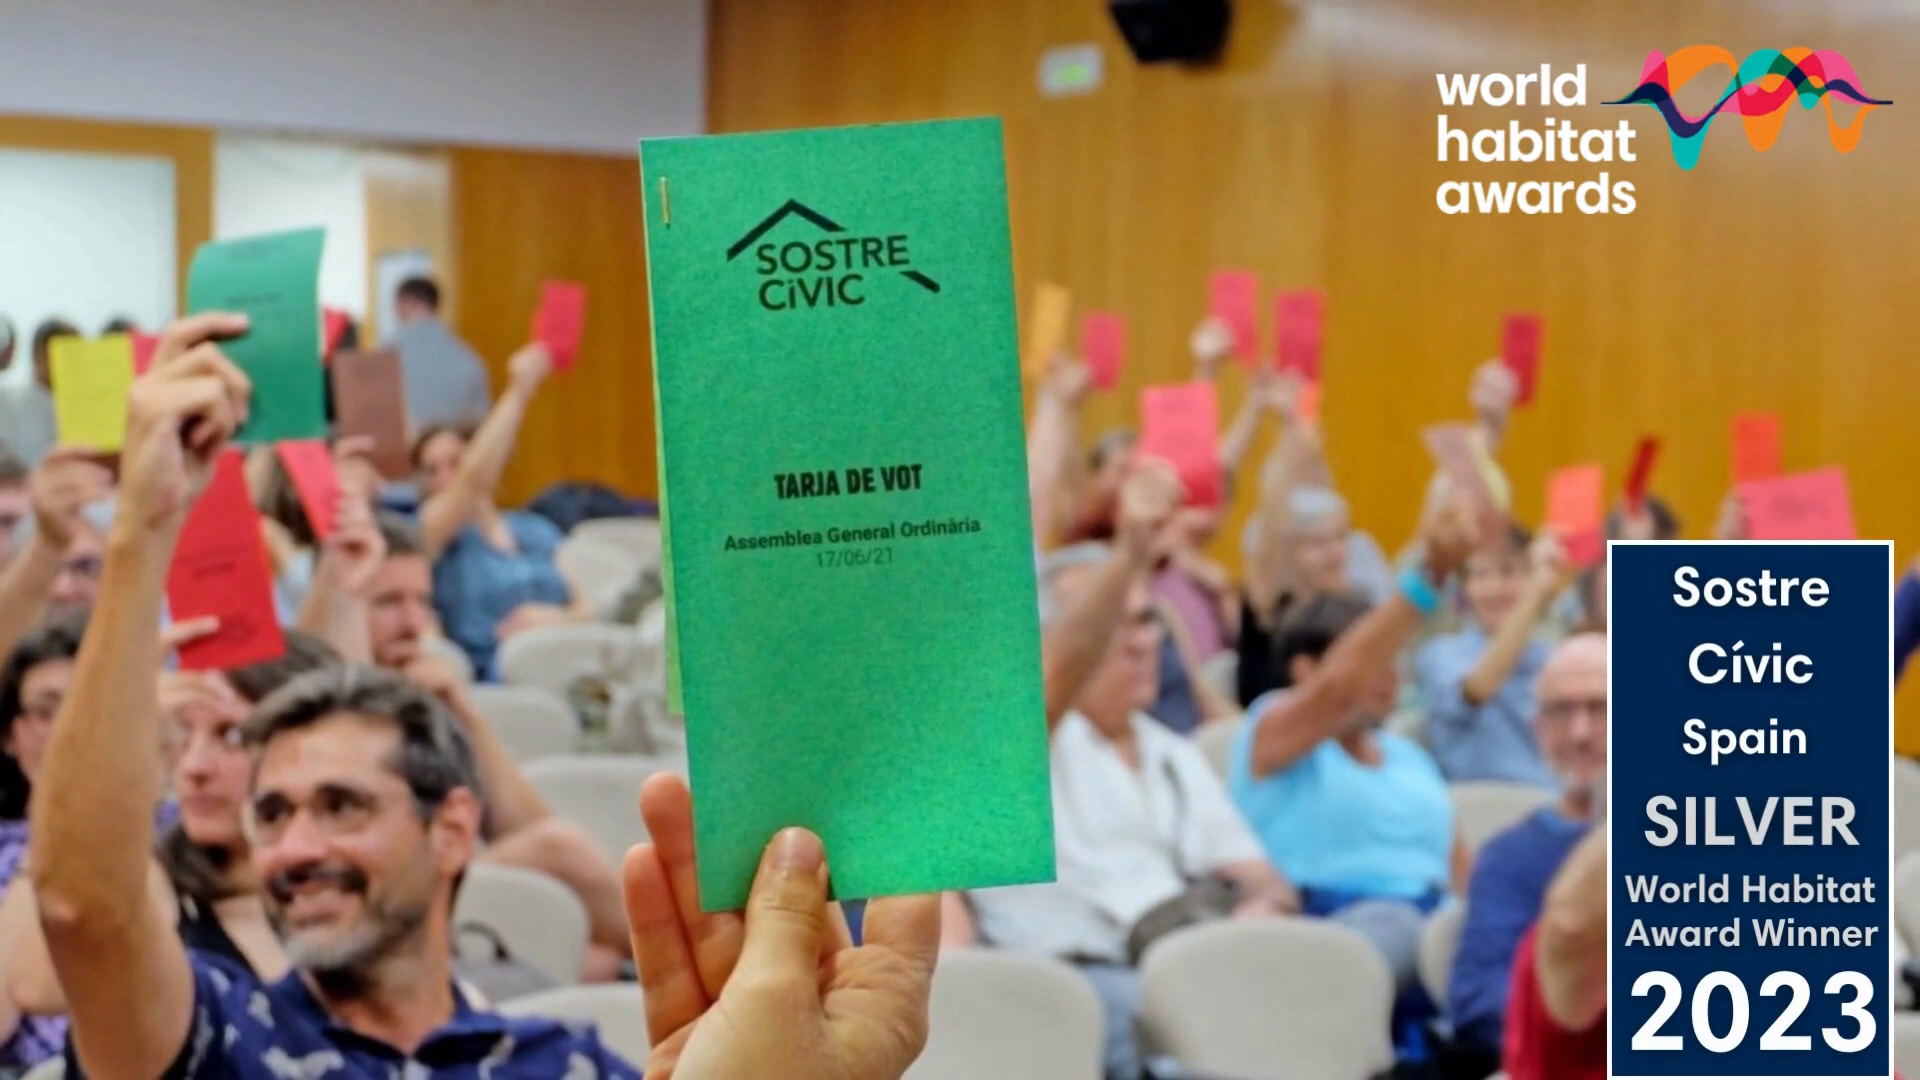 world
habitat
awards
SOSTRE
CíVIC
TARJA DE VOT
Assemblea General Ordinària
17/06/21
Sostre
Cívic
Spain
SILVER
World Habitat
Award Winner
2023